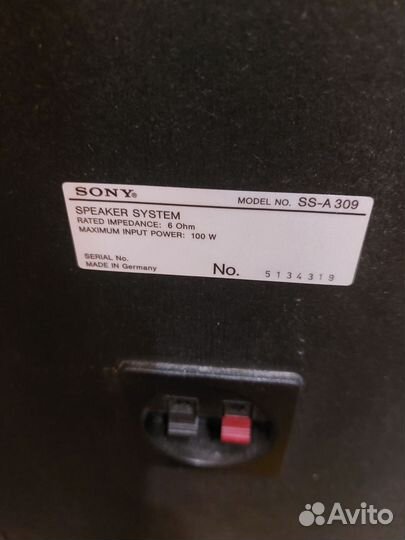 SONY® MODEL NO. SS-A309
SPEAKER SYSTEM
RATED IMPEDANCE: 6 Ohm
MAXIMUM INPUT POWER: 100 W
SERIAL No.
MADE IN Germany No. 5134319
Avito